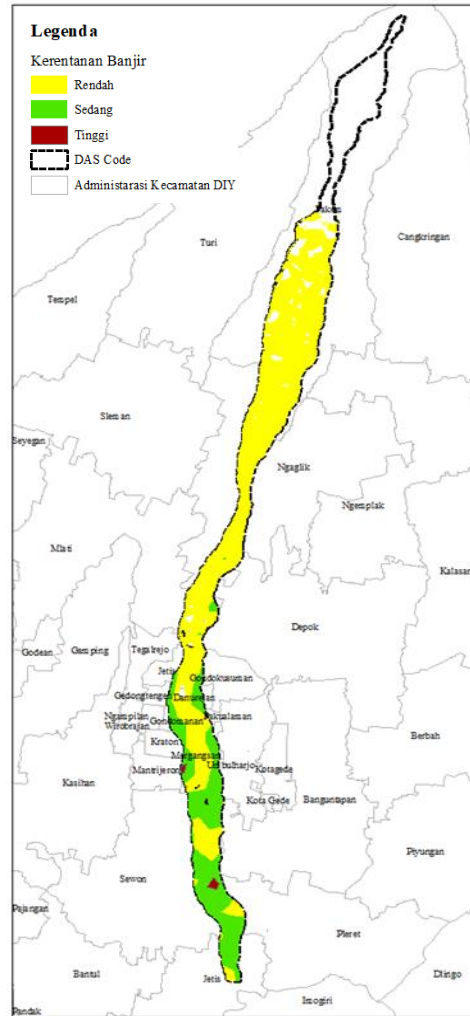 Legenda
Kerentanan Banjir
Rendah
Sedang
Tinggi
DAS Code
Administarasi Kecamatan DIY
Turi
Cangkringan
Tempel
Sleman
Seyegan
Ngaglik
Ngemplak
Mlati
Kalasan
Depok
Godean
Gamping
Tegalrejo
Jetis
Gondokusuman
Gedongtengen
Danurejan
Ngampilan
Wirobrajan
Gondomanan
Pakualaman
Berbah
Kraton
Mergangsan
Mantrijeron
Umbulharjo
Kotagede
Kasihan
Kota Gede
Banguntapan
Piyungan
Sewon
Pajangan
Pleret
Bantul
Jetis
Dlingo
Imogiri
Pandak